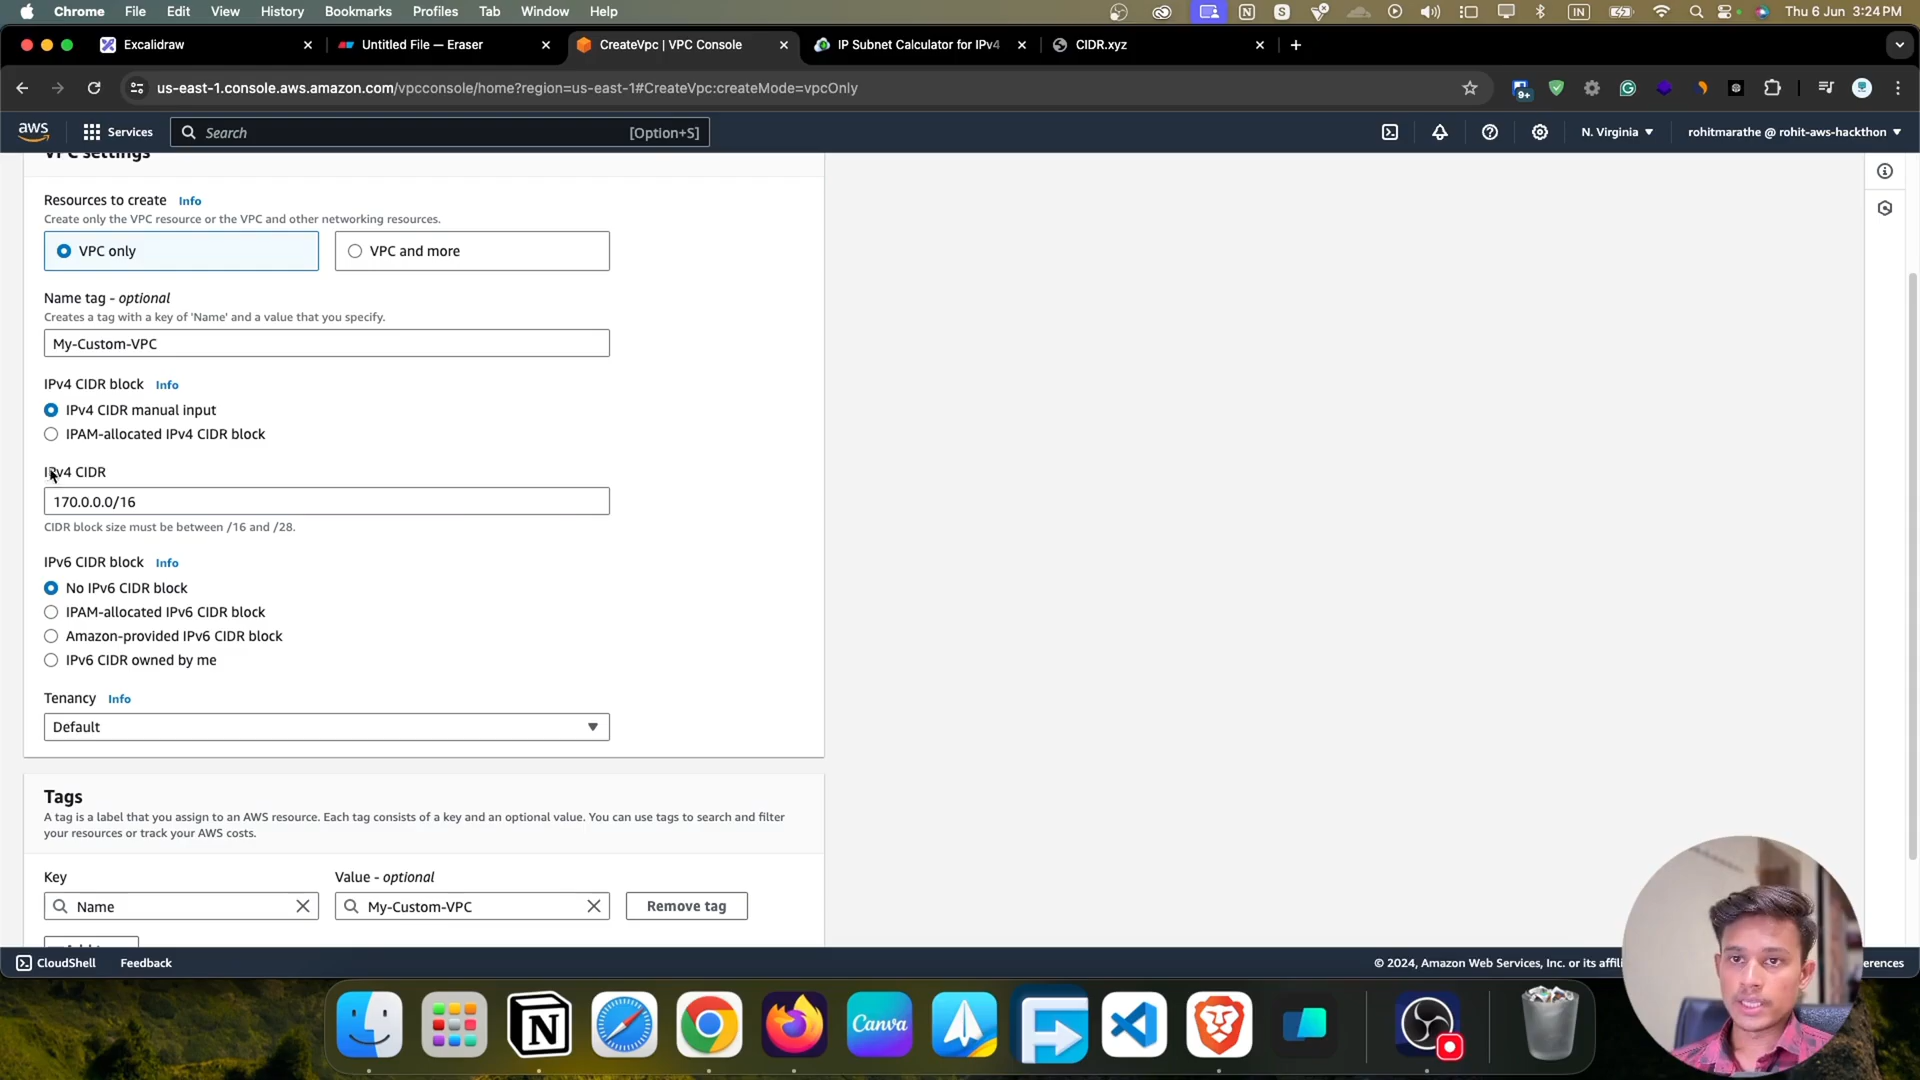 Chrome File Edit View History Bookmarks Profiles Tab Window Help IN Thu 6 Jun 3:24 PM
Excalidraw Untitled File — Eraser CreateVpc | VPC Console IP Subnet Calculator for IPv4 CIDR.xyz
us-east-1.console.aws.amazon.com/vpcconsole/home?region=us-east-1#CreateVpc:createMode=vpcOnly 9+
aws Services Search [Option+S] N. Virginia rohitmarathe @ rohit-aws-hackthon
VPC settings
Resources to create Info
Create only the VPC resource or the VPC and other networking resources.
VPC only VPC and more
Name tag - optional
Creates a tag with a key of 'Name' and a value that you specify.
My-Custom-VPC
IPv4 CIDR block Info
IPv4 CIDR manual input
IPAM-allocated IPv4 CIDR block
IPv4 CIDR
170.0.0.0/16
CIDR block size must be between /16 and /28.
IPv6 CIDR block Info
No IPv6 CIDR block
IPAM-allocated IPv6 CIDR block
Amazon-provided IPv6 CIDR block
IPv6 CIDR owned by me
Tenancy Info
Default
Tags
A tag is a label that you assign to an AWS resource. Each tag consists of a key and an optional value. You can use tags to search and filter
your resources or track your AWS costs.
Key Value - optional
Name My-Custom-VPC Remove tag
CloudShell Feedback © 2024, Amazon Web Services, Inc. or its affili erences
Canva